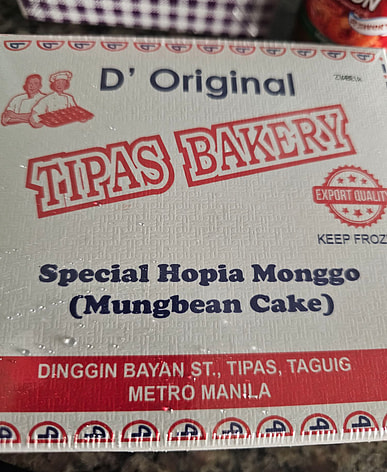 D' Original
TIPAS BAKERY
EXPORT QUALITY
KEEP FROZ
Special Hopia Monggo
(Mungbean Cake)
DINGGIN BAYAN ST., TIPAS, TAGUIG
METRO MANILA